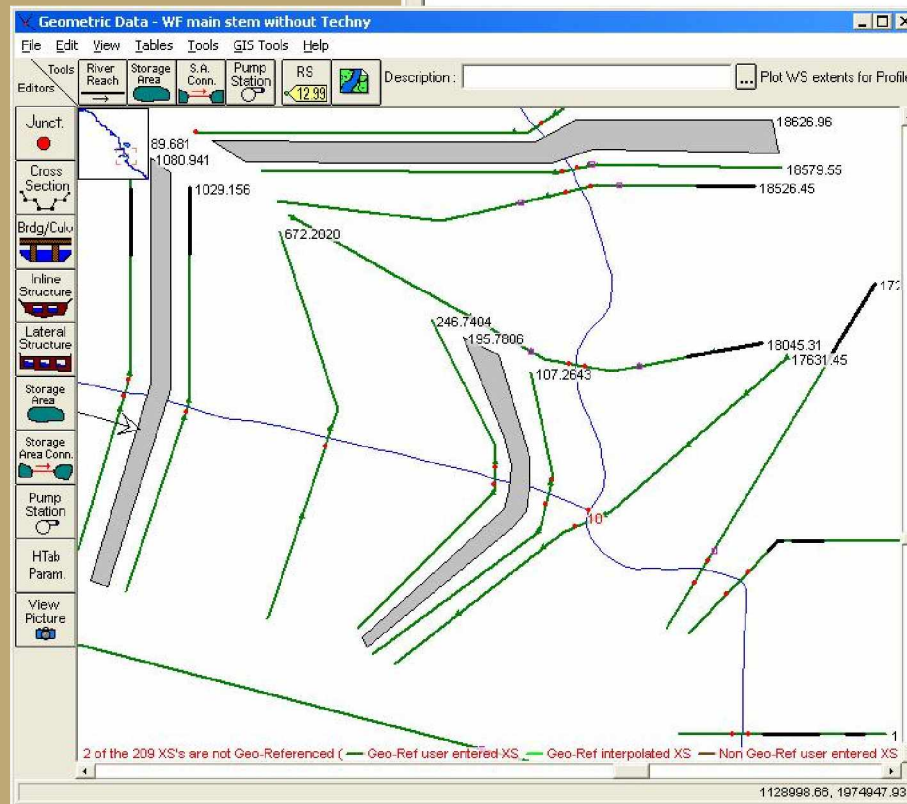 Geometric Data - WF main stem without Techny
File Edit View Tables Tools GIS Tools Help
Tools
Editors
River Reach
Storage Area
S.A. Conn.
Pump Station
RS
12.99
Description :
...
Plot WS extents for Profile
Junct.
Cross Section
Brdg/Culv
Inline Structure
Lateral Structure
Storage Area
Storage Area Conn.
Pump Station
HTab Param.
View Picture
89.681
1080.941
1029.156
672.2020
246.7404
195.7806
107.2643
18626.96
18579.55
18526.45
172
18045.31
17631.45
10
1
2 of the 209 XS's are not Geo-Referenced ( Geo-Ref user entered XS Geo-Ref interpolated XS Non Geo-Ref user entered XS
1128998.66, 1974947.93